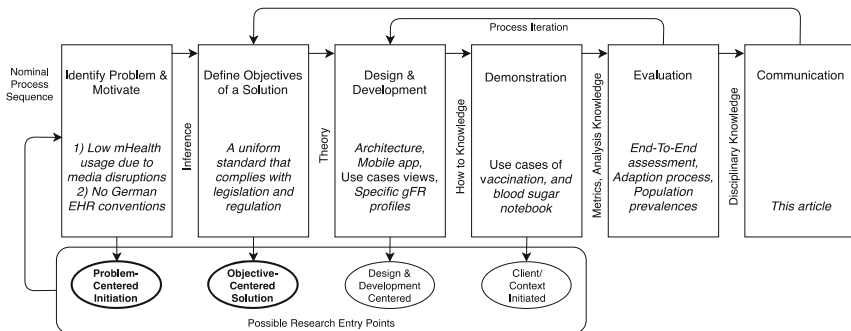 Process Iteration
Nominal
Process
Sequence
Identify Problem &
Motivate
1) Low mHealth
usage due to
media disruptions
2) No German
EHR conventions
Inference
Define Objectives
of a Solution
A uniform
standard that
complies with
legislation and
regulation
Theory
Design &
Development
Architecture,
Mobile app,
Use cases views,
Specific gFR
profiles
How to Knowledge
Demonstration
Use cases of
vaccination, and
blood sugar
notebook
Metrics, Analysis Knowledge
Evaluation
End-To-End
assessment,
Adaption process,
Population
prevalences
Disciplinary Knowledge
Communication
This article
Problem-
Centered
Initiation
Objective-
Centered
Solution
Design &
Development
Centered
Client/
Context
Initiated
Possible Research Entry Points